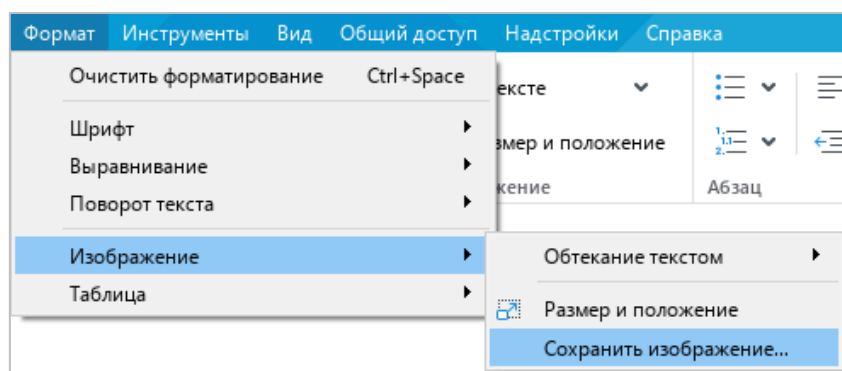 Формат Инструменты Вид Общий доступ Надстройки Справка
Очистить форматирование Ctrl+Space
Шрифт
Выравнивание
Поворот текста
Изображение
Таблица
ексте
змер и положение
жение
Абзац
Обтекание текстом
Размер и положение
Сохранить изображение...